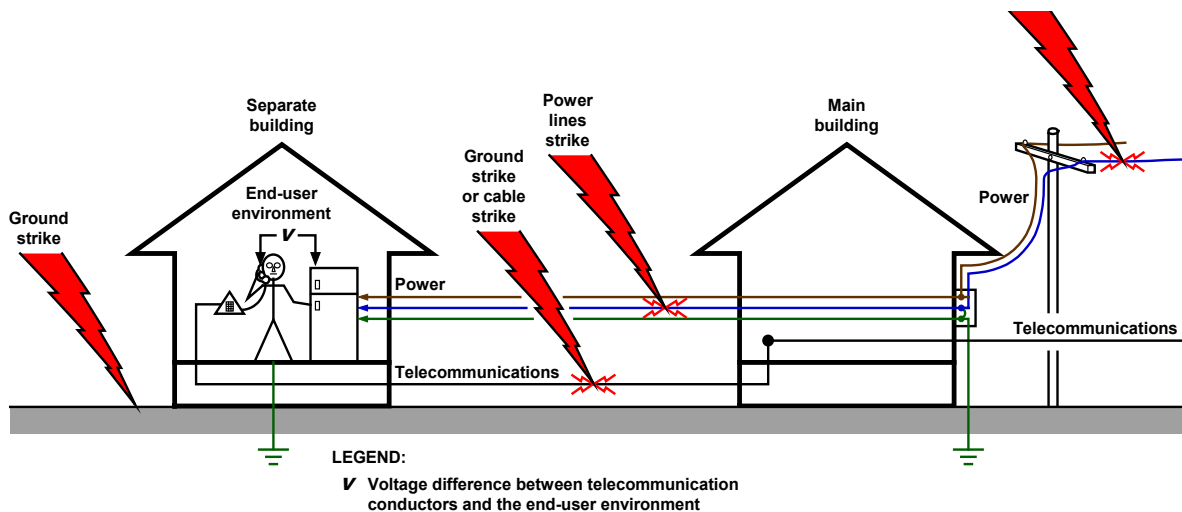 Separate
building
End-user
environment
V
Ground
strike
Ground
strike
or cable
strike
Power
lines
strike
Main
building
Power
Power
Telecommunications
Telecommunications
LEGEND:
V Voltage difference between telecommunication
conductors and the end-user environment